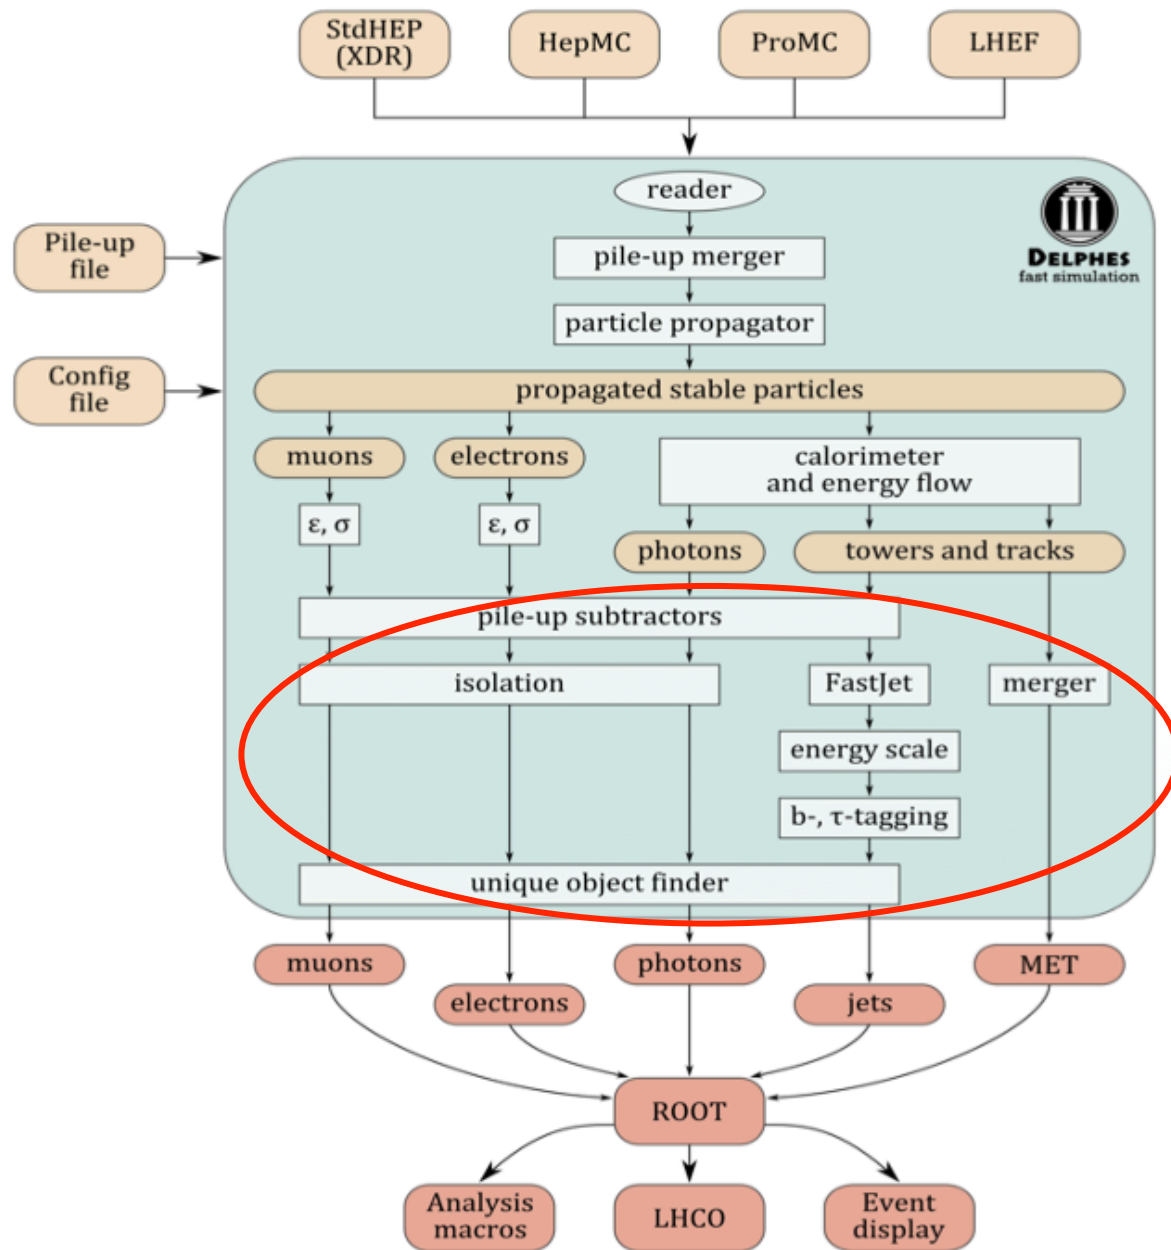 StdHEP
(XDR)
HepMC
ProMC
LHEF
reader
DELPHES
fast simulation
Pile-up
file
pile-up merger
particle propagator
Config
file
propagated stable particles
muons
electrons
calorimeter
and energy flow
ε, σ
ε, σ
photons
towers and tracks
pile-up subtractors
isolation
FastJet
merger
energy scale
b-, τ-tagging
unique object finder
muons
photons
MET
electrons
jets
ROOT
Analysis
macros
LHCO
Event
display